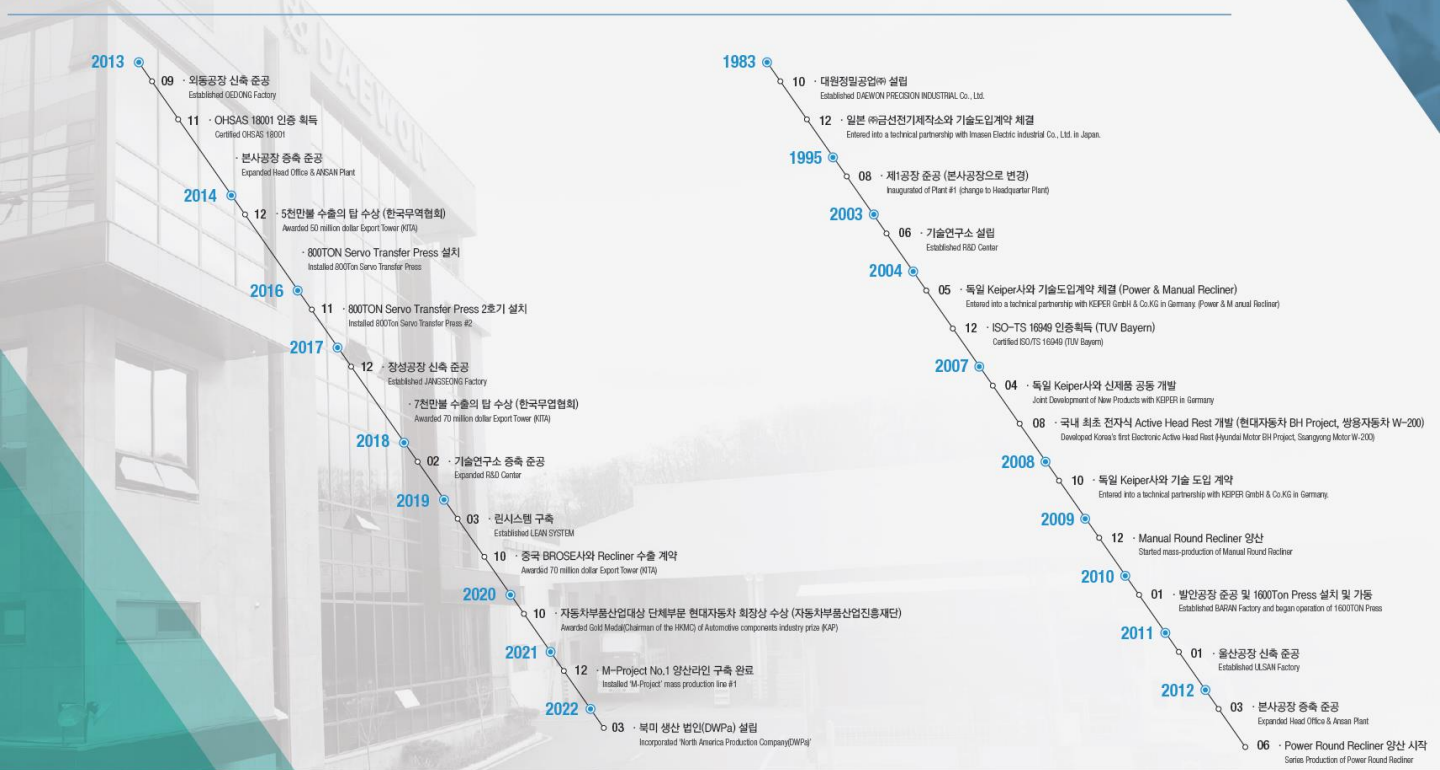 DAEWON
2013
09 · 외동공장 신축 준공
Established OEDONG Factory
11 · OHSAS 18001 인증 획득
Certified OHSAS 18001
· 본사공장 증축 준공
Expanded Head Office & ANSAN Plant
2014
12 · 5천만불 수출의 탑 수상 (한국무역협회)
Awarded 50 million dollar Export Tower (KITA)
· 800TON Servo Transfer Press 설치
Installed 800Ton Servo Transfer Press
2016
11 · 800TON Servo Transfer Press 2호기 설치
Installed 800Ton Servo Transfer Press #2
2017
12 · 장성공장 신축 준공
Established JANGSEONG Factory
· 7천만불 수출의 탑 수상 (한국무엽협회)
Awarded 70 million dollar Export Tower (KITA)
2018
02 · 기술연구소 증축 준공
Expanded R&D Center
2019
03 · 린시스템 구축
Established LEAN SYSTEM
10 · 중국 BROSE사와 Recliner 수출 계약
Awarded 70 million dollar Export Tower (KITA)
2020
10 · 자동차부품산업대상 단체부문 현대자동차 회장상 수상 (자동차부품산업진흥재단)
Awarded Gold Medal(Chairman of the HKMC) of Automotive components industry prize (KAP)
2021
12 · M-Project No.1 양산라인 구축 완료
Installed 'M-Project' mass production line #1
2022
03 · 북미 생산 법인(DWPa) 설립
Incorporated 'North America Production Company(DWPa)'
1983
10 · 대원정밀공업㈜ 설립
Established DAEWON PRECISION INDUSTRIAL Co., Ltd.
12 · 일본 ㈜금선전기제작소와 기술도입계약 체결
Entered into a technical partnership with Imasen Electric industrial Co., Ltd. in Japan.
1995
08 · 제1공장 준공 (본사공장으로 변경)
Inaugurated of Plant #1 (change to Headquarter Plant)
2003
06 · 기술연구소 설립
Established R&D Center
2004
05 · 독일 Keiper사와 기술도입계약 체결 (Power & Manual Recliner)
Entered into a technical partnership with KEIPER GmbH & Co.KG in Germany. (Power & M anual Recliner)
12 · ISO-TS 16949 인증획득 (TUV Bayern)
Certified ISO/TS 16949 (TUV Bayern)
2007
04 · 독일 Keiper사와 신제품 공동 개발
Joint Development of New Products with KEIPER in Germany
08 · 국내 최초 전자식 Active Head Rest 개발 (현대자동차 BH Project, 쌍용자동차 W-200)
Developed Korea's first Electronic Active Head Rest (Hyundai Motor BH Project, Ssangyong Motor W-200)
2008
10 · 독일 Keiper사와 기술 도입 계약
Entered into a technical partnership with KEIPER GmbH & Co.KG in Germany.
2009
12 · Manual Round Recliner 양산
Started mass-production of Manual Round Recliner
2010
01 · 발안공장 준공 및 1600Ton Press 설치 및 가동
Established BARAN Factory and began operation of 1600TON Press
2011
01 · 울산공장 신축 준공
Established ULSAN Factory
2012
03 · 본사공장 증축 준공
Expanded Head Office & Ansan Plant
06 · Power Round Recliner 양산 시작
Series Production of Power Round Recliner